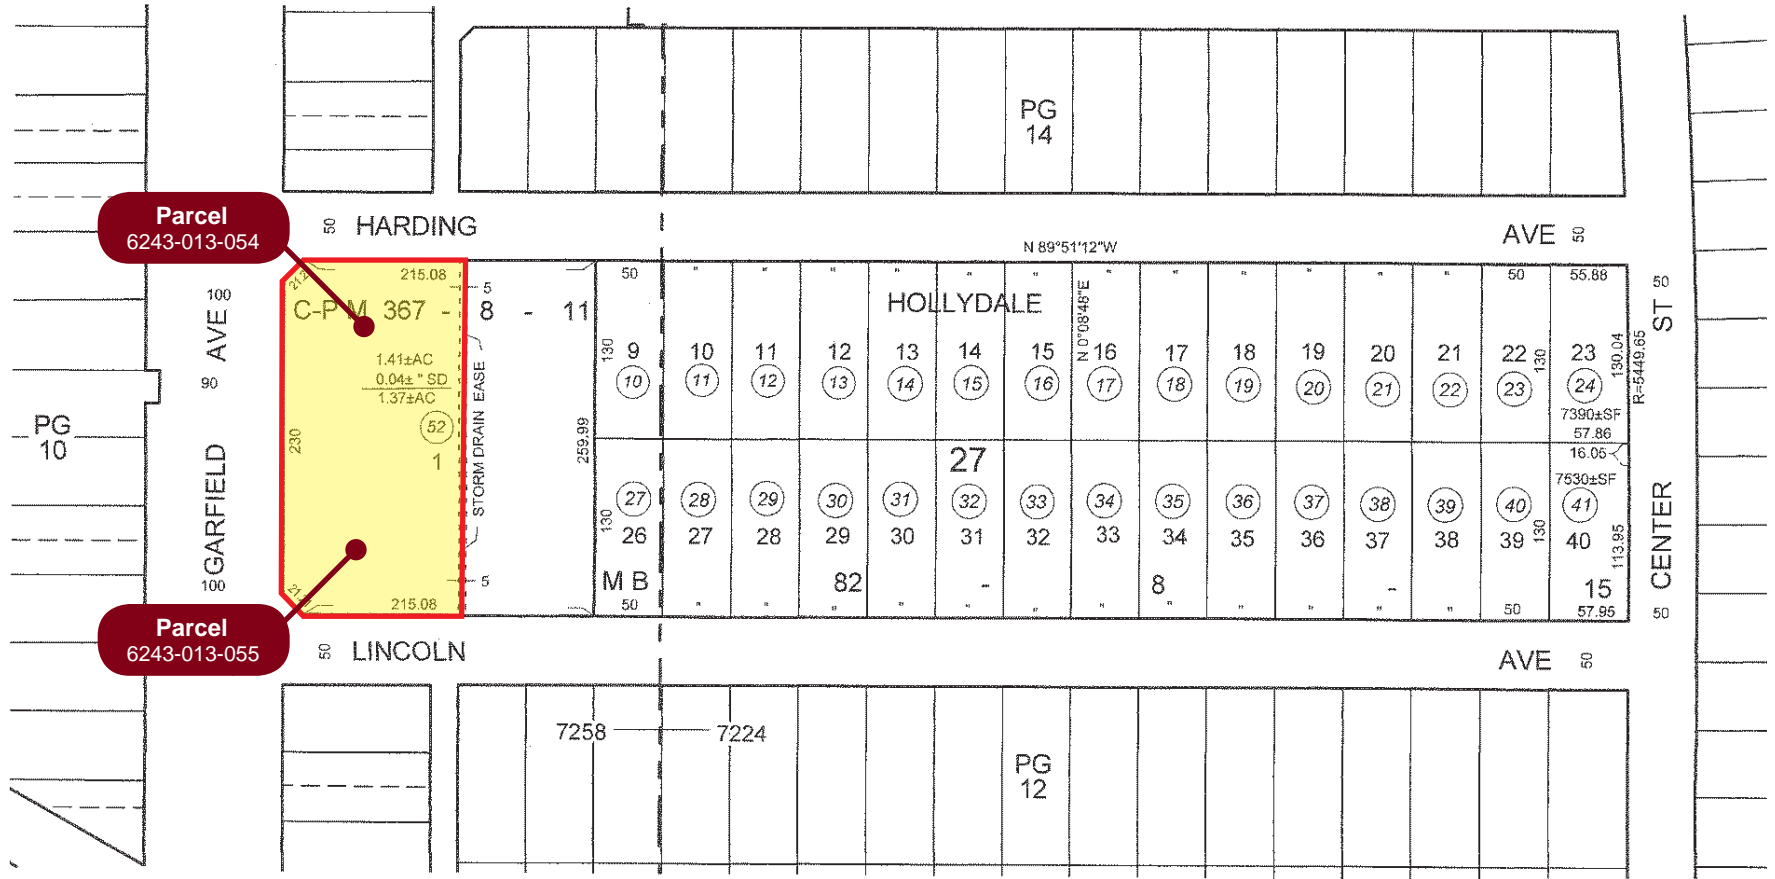 PG
14
Parcel
6243-013-054
50 HARDING
AVE 50
N 89°51'12"W
215.08
5
50 " " " " " " " " " " " " 50 55.88
50
100
C-P M 367 - 8 - 11
HOLLYDALE
N 0°08'48"E
AVE
ST
130 9 10 11 12 13 14 15 16 17 18 19 20 21 22 130 23 130.04
R=5449.65
1.41±AC
0.04± " SD
1.37±AC
90
10 11 12 13 14 15 16 17 18 19 20 21 22 23 24
7390±SF
57.86
STORM DRAIN EASE
259.99
52
1
230
PG
10
27
16.05
7530±SF
GARFIELD
27 28 29 30 31 32 33 34 35 36 37 38 39 40 41
130 26 27 28 29 30 31 32 33 34 35 36 37 38 39 130 40 113.95
CENTER
100
5
M B 82 - 8 - 15
215.08
50 " " " " " " " " " " " " 50 57.95
50
Parcel
6243-013-055
50 LINCOLN
AVE 50
7258 7224
PG
12